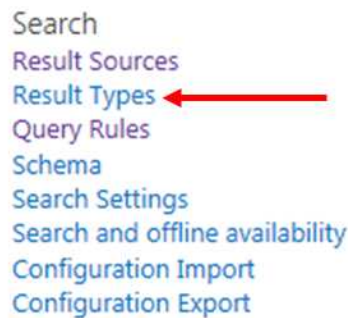 Search
Result Sources
Result Types
Query Rules
Schema
Search Settings
Search and offline availability
Configuration Import
Configuration Export